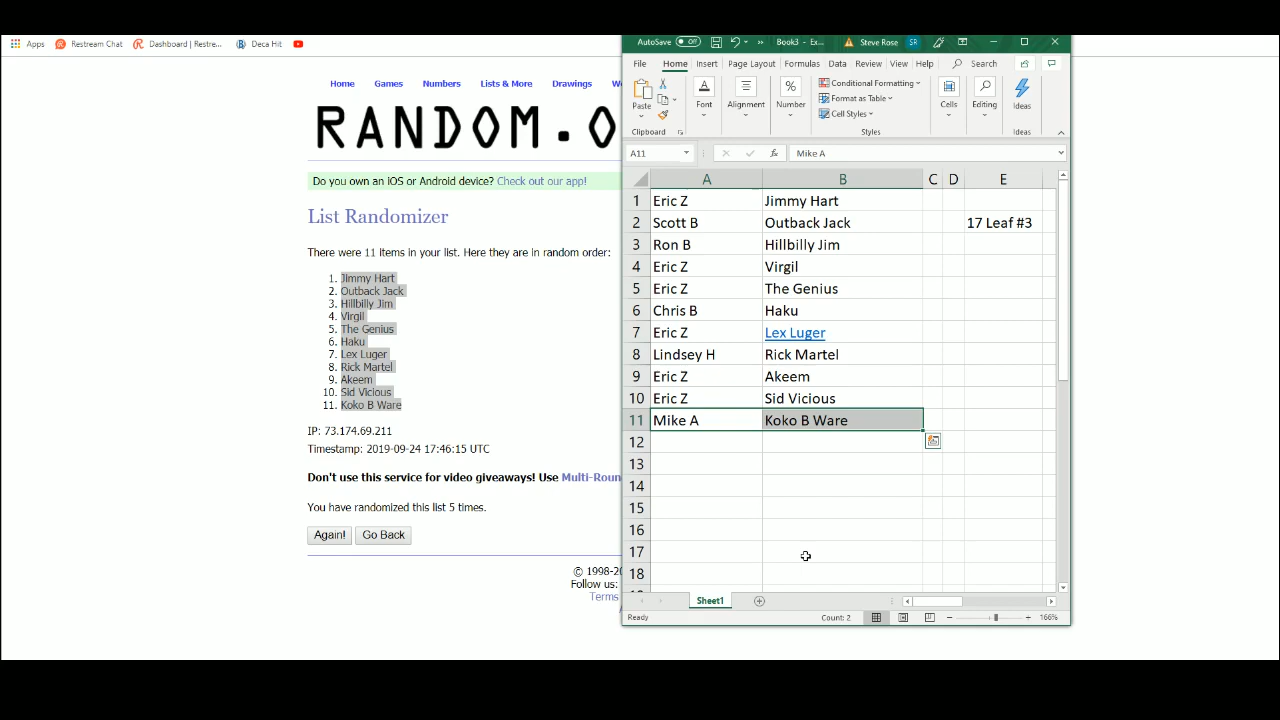 Apps Restream Chat Dashboard | Restre... Deca Hit
Home Games Numbers Lists & More Drawings
RANDOM.O
Do you own an iOS or Android device? Check out our app!
List Randomizer
There were 11 items in your list. Here they are in random order:
1. Jimmy Hart
2. Outback Jack
3. Hillbilly Jim
4. Virgil
5. The Genius
6. Haku
7. Lex Luger
8. Rick Martel
9. Akeem
10. Sid Vicious
11. Koko B Ware
IP: 73.174.69.211
Timestamp: 2019-09-24 17:46:15 UTC
Don't use this service for video giveaways! Use Multi-Roun
You have randomized this list 5 times.
Again! Go Back
© 1998-20
Follow us:
Terms
AutoSave Off Book3 - Ex... Steve Rose SR
File Home Insert Page Layout Formulas Data Review View Help Search
Paste Font Alignment Number Conditional Formatting Format as Table Cell Styles Cells Editing Ideas
Clipboard Styles Ideas
A11 fx Mike A
A B C D E
1 Eric Z Jimmy Hart
2 Scott B Outback Jack 17 Leaf #3
3 Ron B Hillbilly Jim
4 Eric Z Virgil
5 Eric Z The Genius
6 Chris B Haku
7 Eric Z Lex Luger
8 Lindsey H Rick Martel
9 Eric Z Akeem
10 Eric Z Sid Vicious
11 Mike A Koko B Ware
12
13
14
15
16
17
18
Sheet1
Ready Count: 2 166%